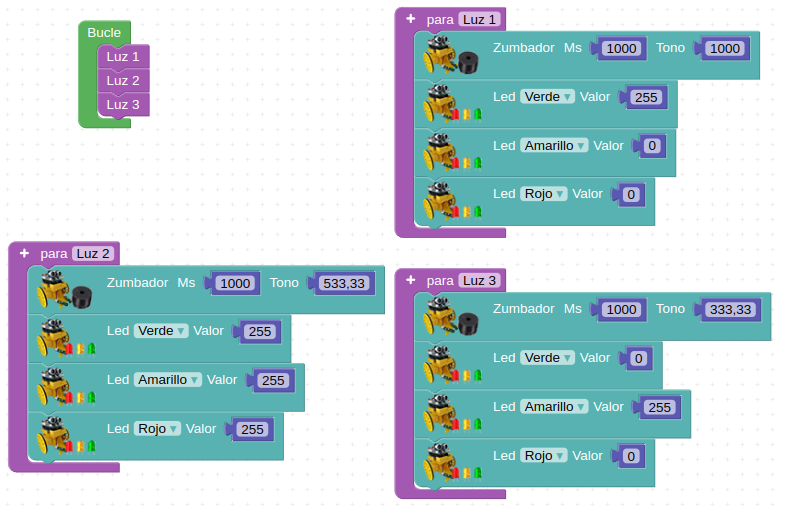 Bucle
Luz 1
Luz 2
Luz 3
+ para Luz 1
Zumbador Ms 1000 Tono 1000
Led Verde ▾ Valor 255
Led Amarillo ▾ Valor 0
Led Rojo ▾ Valor 0
+ para Luz 2
Zumbador Ms 1000 Tono 533,33
Led Verde ▾ Valor 255
Led Amarillo ▾ Valor 255
Led Rojo ▾ Valor 255
+ para Luz 3
Zumbador Ms 1000 Tono 333,33
Led Verde ▾ Valor 0
Led Amarillo ▾ Valor 255
Led Rojo ▾ Valor 0